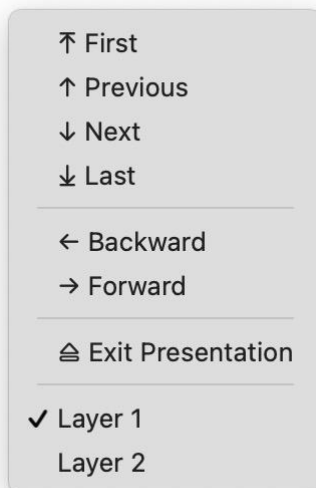 ⤒ First
↑ Previous
↓ Next
⤓ Last
← Backward
→ Forward
⏏ Exit Presentation
✓ Layer 1
Layer 2